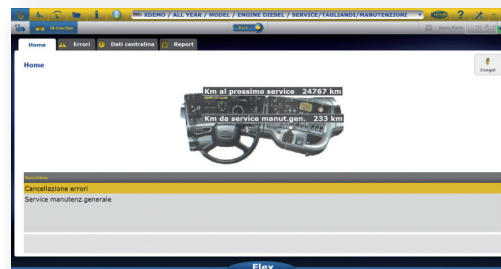 XDEMO / ALL YEAR / MODEL / ENGINE DIESEL / SERVICE/TAGLIANDI/MANUTENZIONI
Home
Errori
Dati centralina
Report
Home
Esegui
Km al prossimo service 24767 km
Km da service manut.gen. 233 km
Cancellazione errori
Service manutenz.generale
Flex